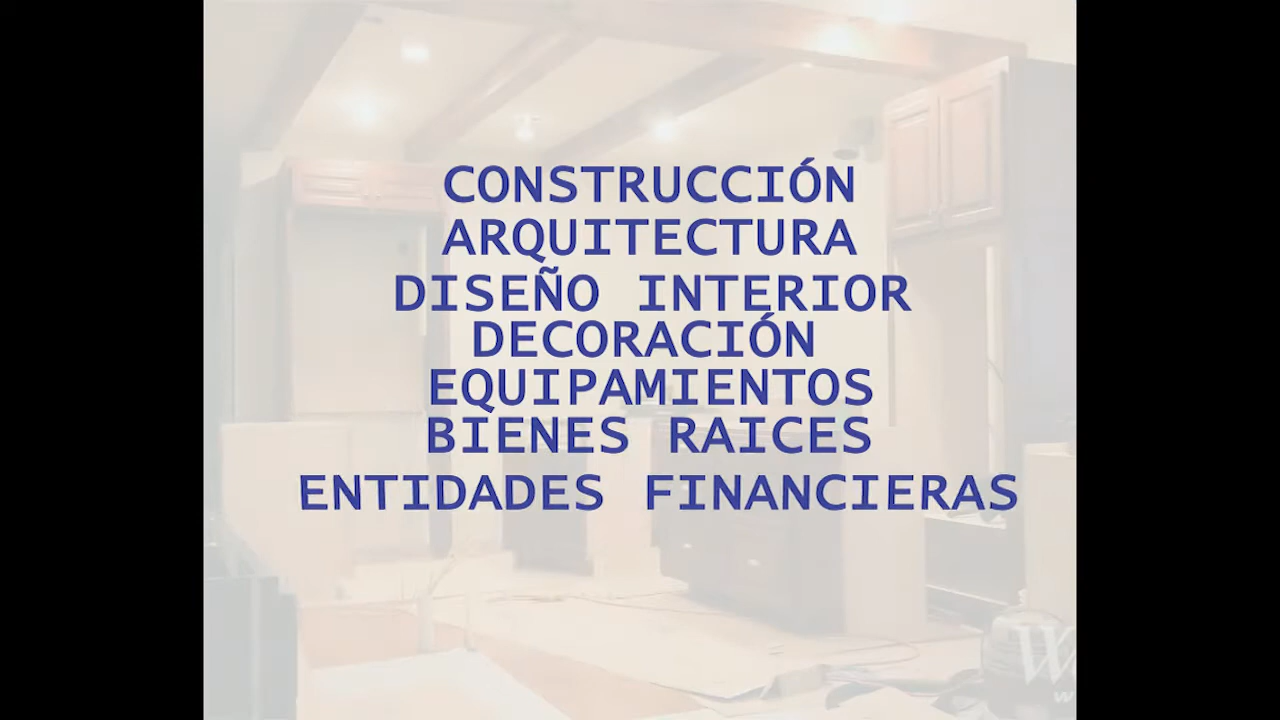 CONSTRUCCIÓN
ARQUITECTURA
DISEÑO INTERIOR
DECORACIÓN
EQUIPAMIENTOS
BIENES RAICES
ENTIDADES FINANCIERAS